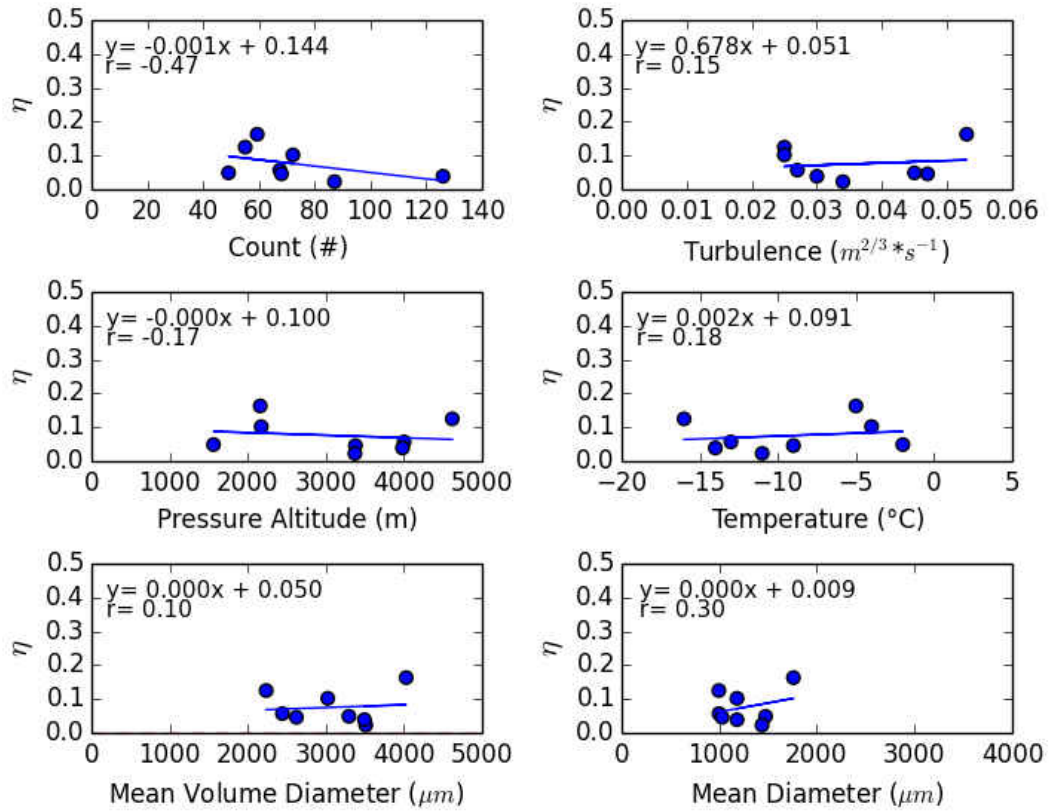 0.5 0.4 0.3 0.2 0.1 0.0
η
y= -0.001x + 0.144
r= -0.47
0 20 40 60 80 100 120 140
Count (#)
0.5 0.4 0.3 0.2 0.1 0.0
η
y= 0.678x + 0.051
r= 0.15
0.00 0.01 0.02 0.03 0.04 0.05 0.06
Turbulence (m^{2/3}*s^{−1})
0.5 0.4 0.3 0.2 0.1 0.0
η
y= -0.000x + 0.100
r= -0.17
0 1000 2000 3000 4000 5000
Pressure Altitude (m)
0.5 0.4 0.3 0.2 0.1 0.0
η
y= 0.002x + 0.091
r= 0.18
−20 −15 −10 −5 0 5
Temperature (°C)
0.5 0.4 0.3 0.2 0.1 0.0
η
y= 0.000x + 0.050
r= 0.10
0 1000 2000 3000 4000 5000
Mean Volume Diameter (μm)
0.5 0.4 0.3 0.2 0.1 0.0
η
y= 0.000x + 0.009
r= 0.30
0 1000 2000 3000 4000
Mean Diameter (μm)